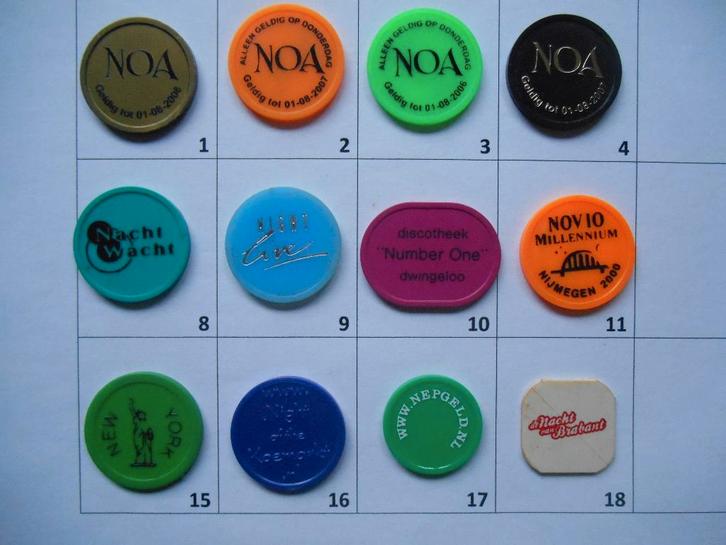 NOA
Geldig tot 01-08-2006
1
ALLEEN GELDIG OP DONDERDAG
NOA
Geldig tot 01-08-2007
2
ALLEEN GELDIG OP DONDERDAG
NOA
Geldig tot 01-08-2006
3
NOA
Geldig tot 01-08-2007
4
Nacht
Wacht
8
NIGHT
live
9
discotheek
"Number One"
dwingeloo
10
NOVIO
MILLENNIUM
NIJMEGEN 2000
11
NEW YORK
15
www.
Night
of the
16
WWW.NEPGELD.NL
17
de Nacht
van Brabant
18